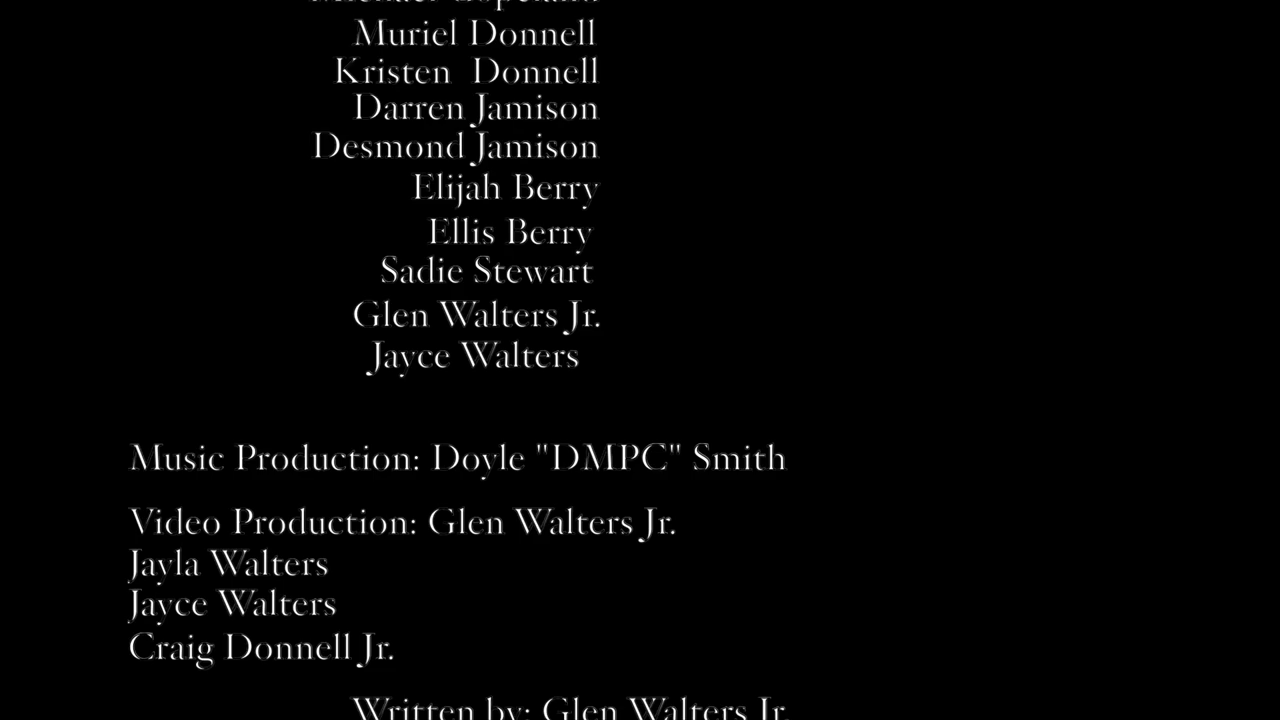 Muriel Donnell
Kristen Donnell
Darren Jamison
Desmond Jamison
Elijah Berry
Ellis Berry
Sadie Stewart
Glen Walters Jr.
Jayce Walters
Music Production: Doyle "DMPC" Smith
Video Production: Glen Walters Jr.
Jayla Walters
Jayce Walters
Craig Donnell Jr.
Written by: Glen Walters Jr.